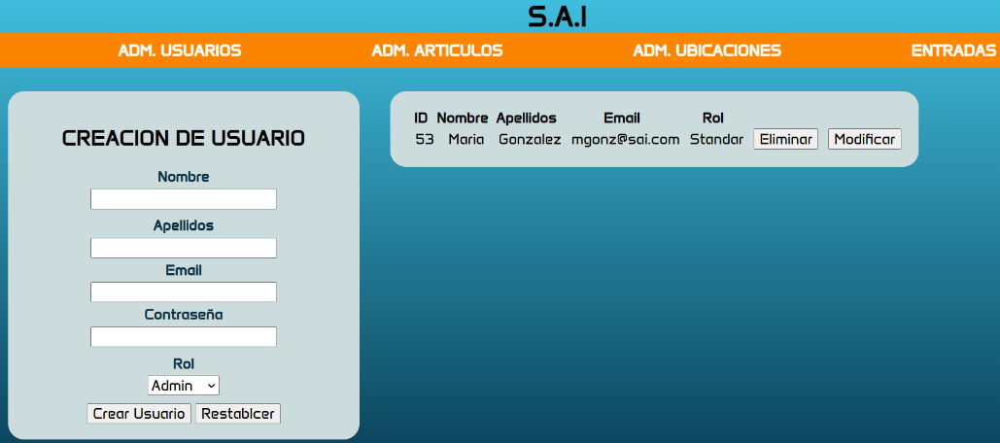 S.A.I
ADM. USUARIOS ADM. ARTICULOS ADM. UBICACIONES ENTRADAS
CREACION DE USUARIO
Nombre
Apellidos
Email
Contraseña
Rol
Admin
Crear Usuario Restablcer
ID Nombre Apellidos Email Rol
53 Maria Gonzalez mgonz@sai.com Standar Eliminar Modificar